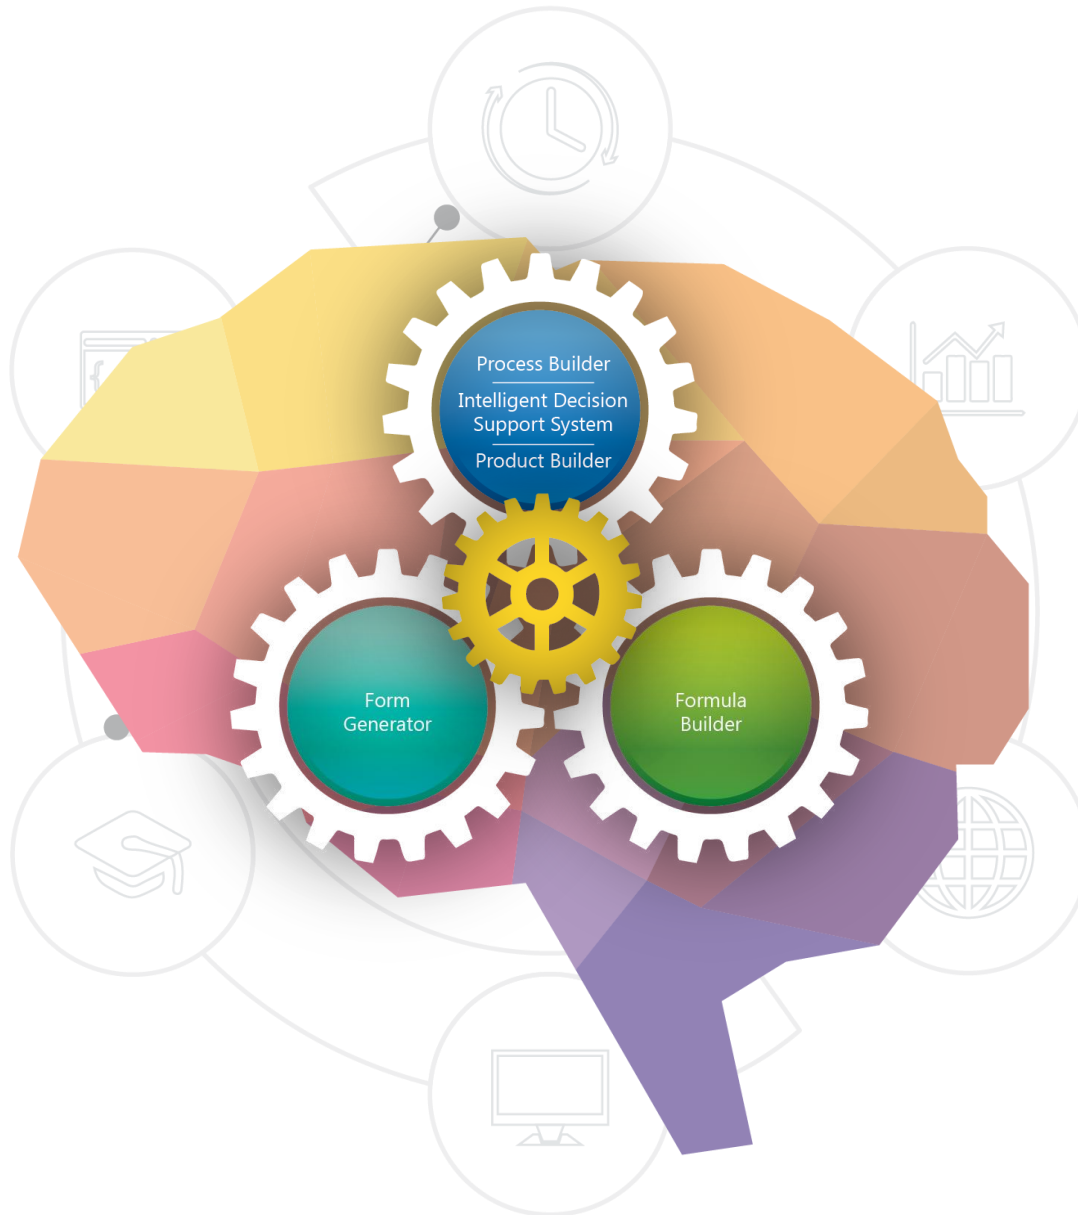 Process Builder
Intelligent Decision
Support System
Product Builder
Form
Generator
Formula
Builder